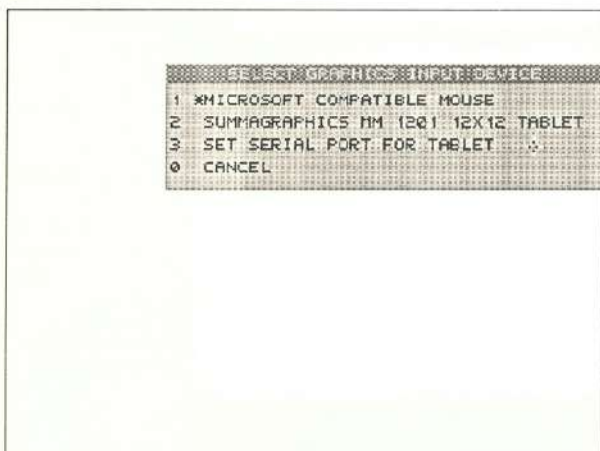 SELECT GRAPHICS INPUT DEVICE
1 *MICROSOFT COMPATIBLE MOUSE
2 SUMMAGRAPHICS MM 1201 12X12 TABLET
3 SET SERIAL PORT FOR TABLET
0 CANCEL